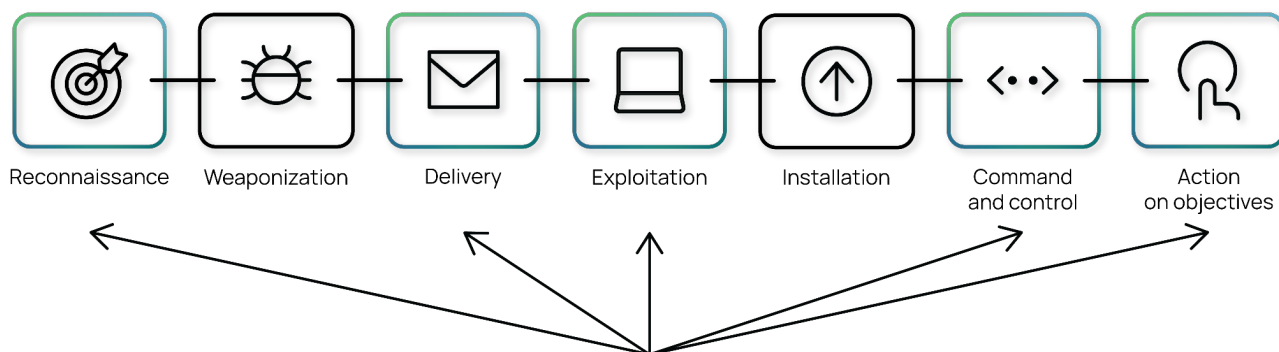 Reconnaissance
Weaponization
Delivery
Exploitation
Installation
Command
and control
Action
on objectives